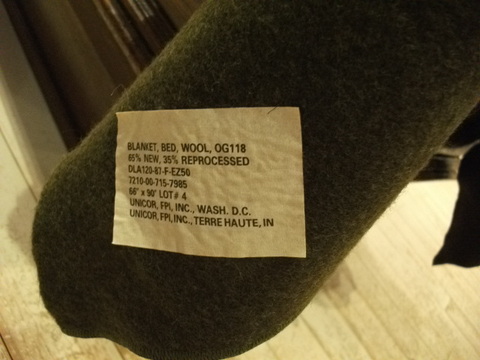 BLANKET, BED, WOOL, OG118
65% NEW, 35% REPROCESSED
DLA120-87-F-EZ50
7210-00-715-7985
66" x 90" LOT# 4
UNICOR, FPI, INC., WASH. D.C.
UNICOR, FPI, INC., TERRE HAUTE, IN